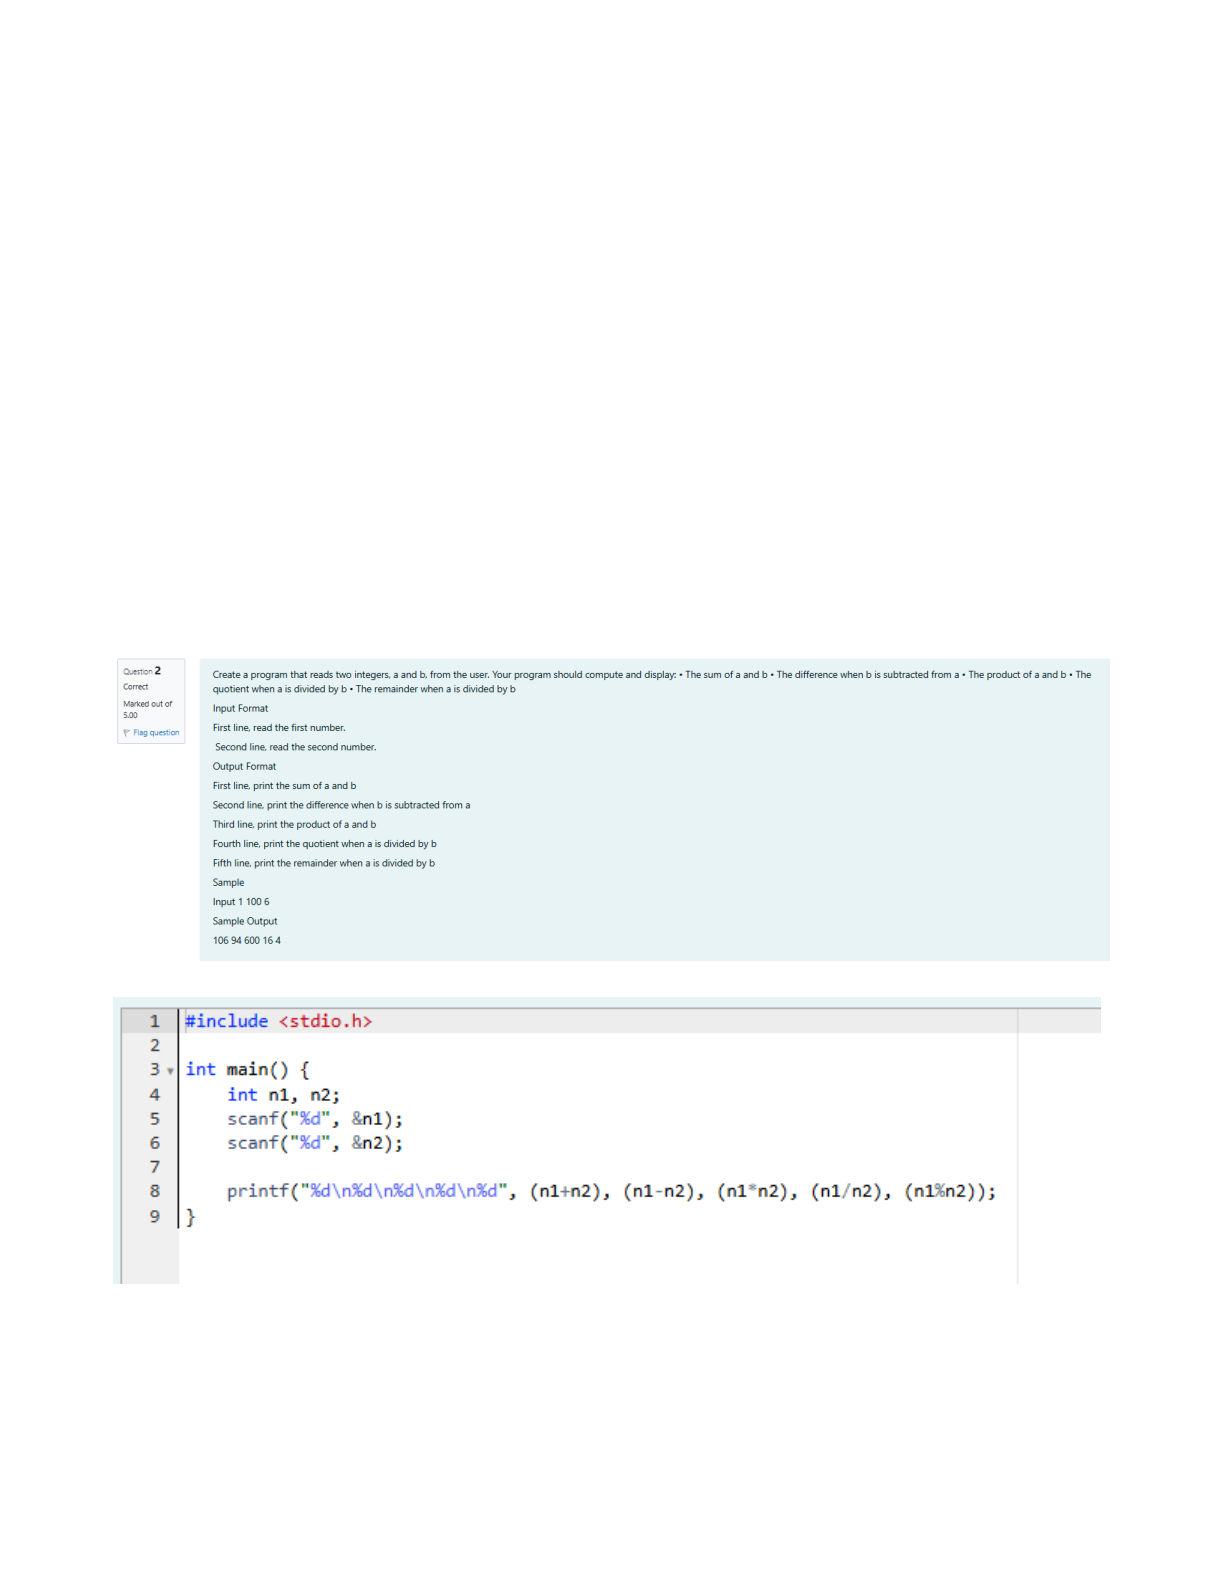 Question 2
Correct
Marked out of
5.00
Flag question
Create a program that reads two integers, a and b, from the user. Your program should compute and display: • The sum of a and b • The difference when b is subtracted from a • The product of a and b • The
quotient when a is divided by b • The remainder when a is divided by b
Input Format
First line, read the first number.
Second line, read the second number.
Output Format
First line, print the sum of a and b
Second line, print the difference when b is subtracted from a
Third line, print the product of a and b
Fourth line, print the quotient when a is divided by b
Fifth line, print the remainder when a is divided by b
Sample
Input 1 100 6
Sample Output
106 94 600 16 4
1 #include <stdio.h>
2
3 int main() {
4     int n1, n2;
5     scanf("%d", &n1);
6     scanf("%d", &n2);
7
8     printf("%d\n%d\n%d\n%d\n%d", (n1+n2), (n1-n2), (n1*n2), (n1/n2), (n1%n2));
9 }